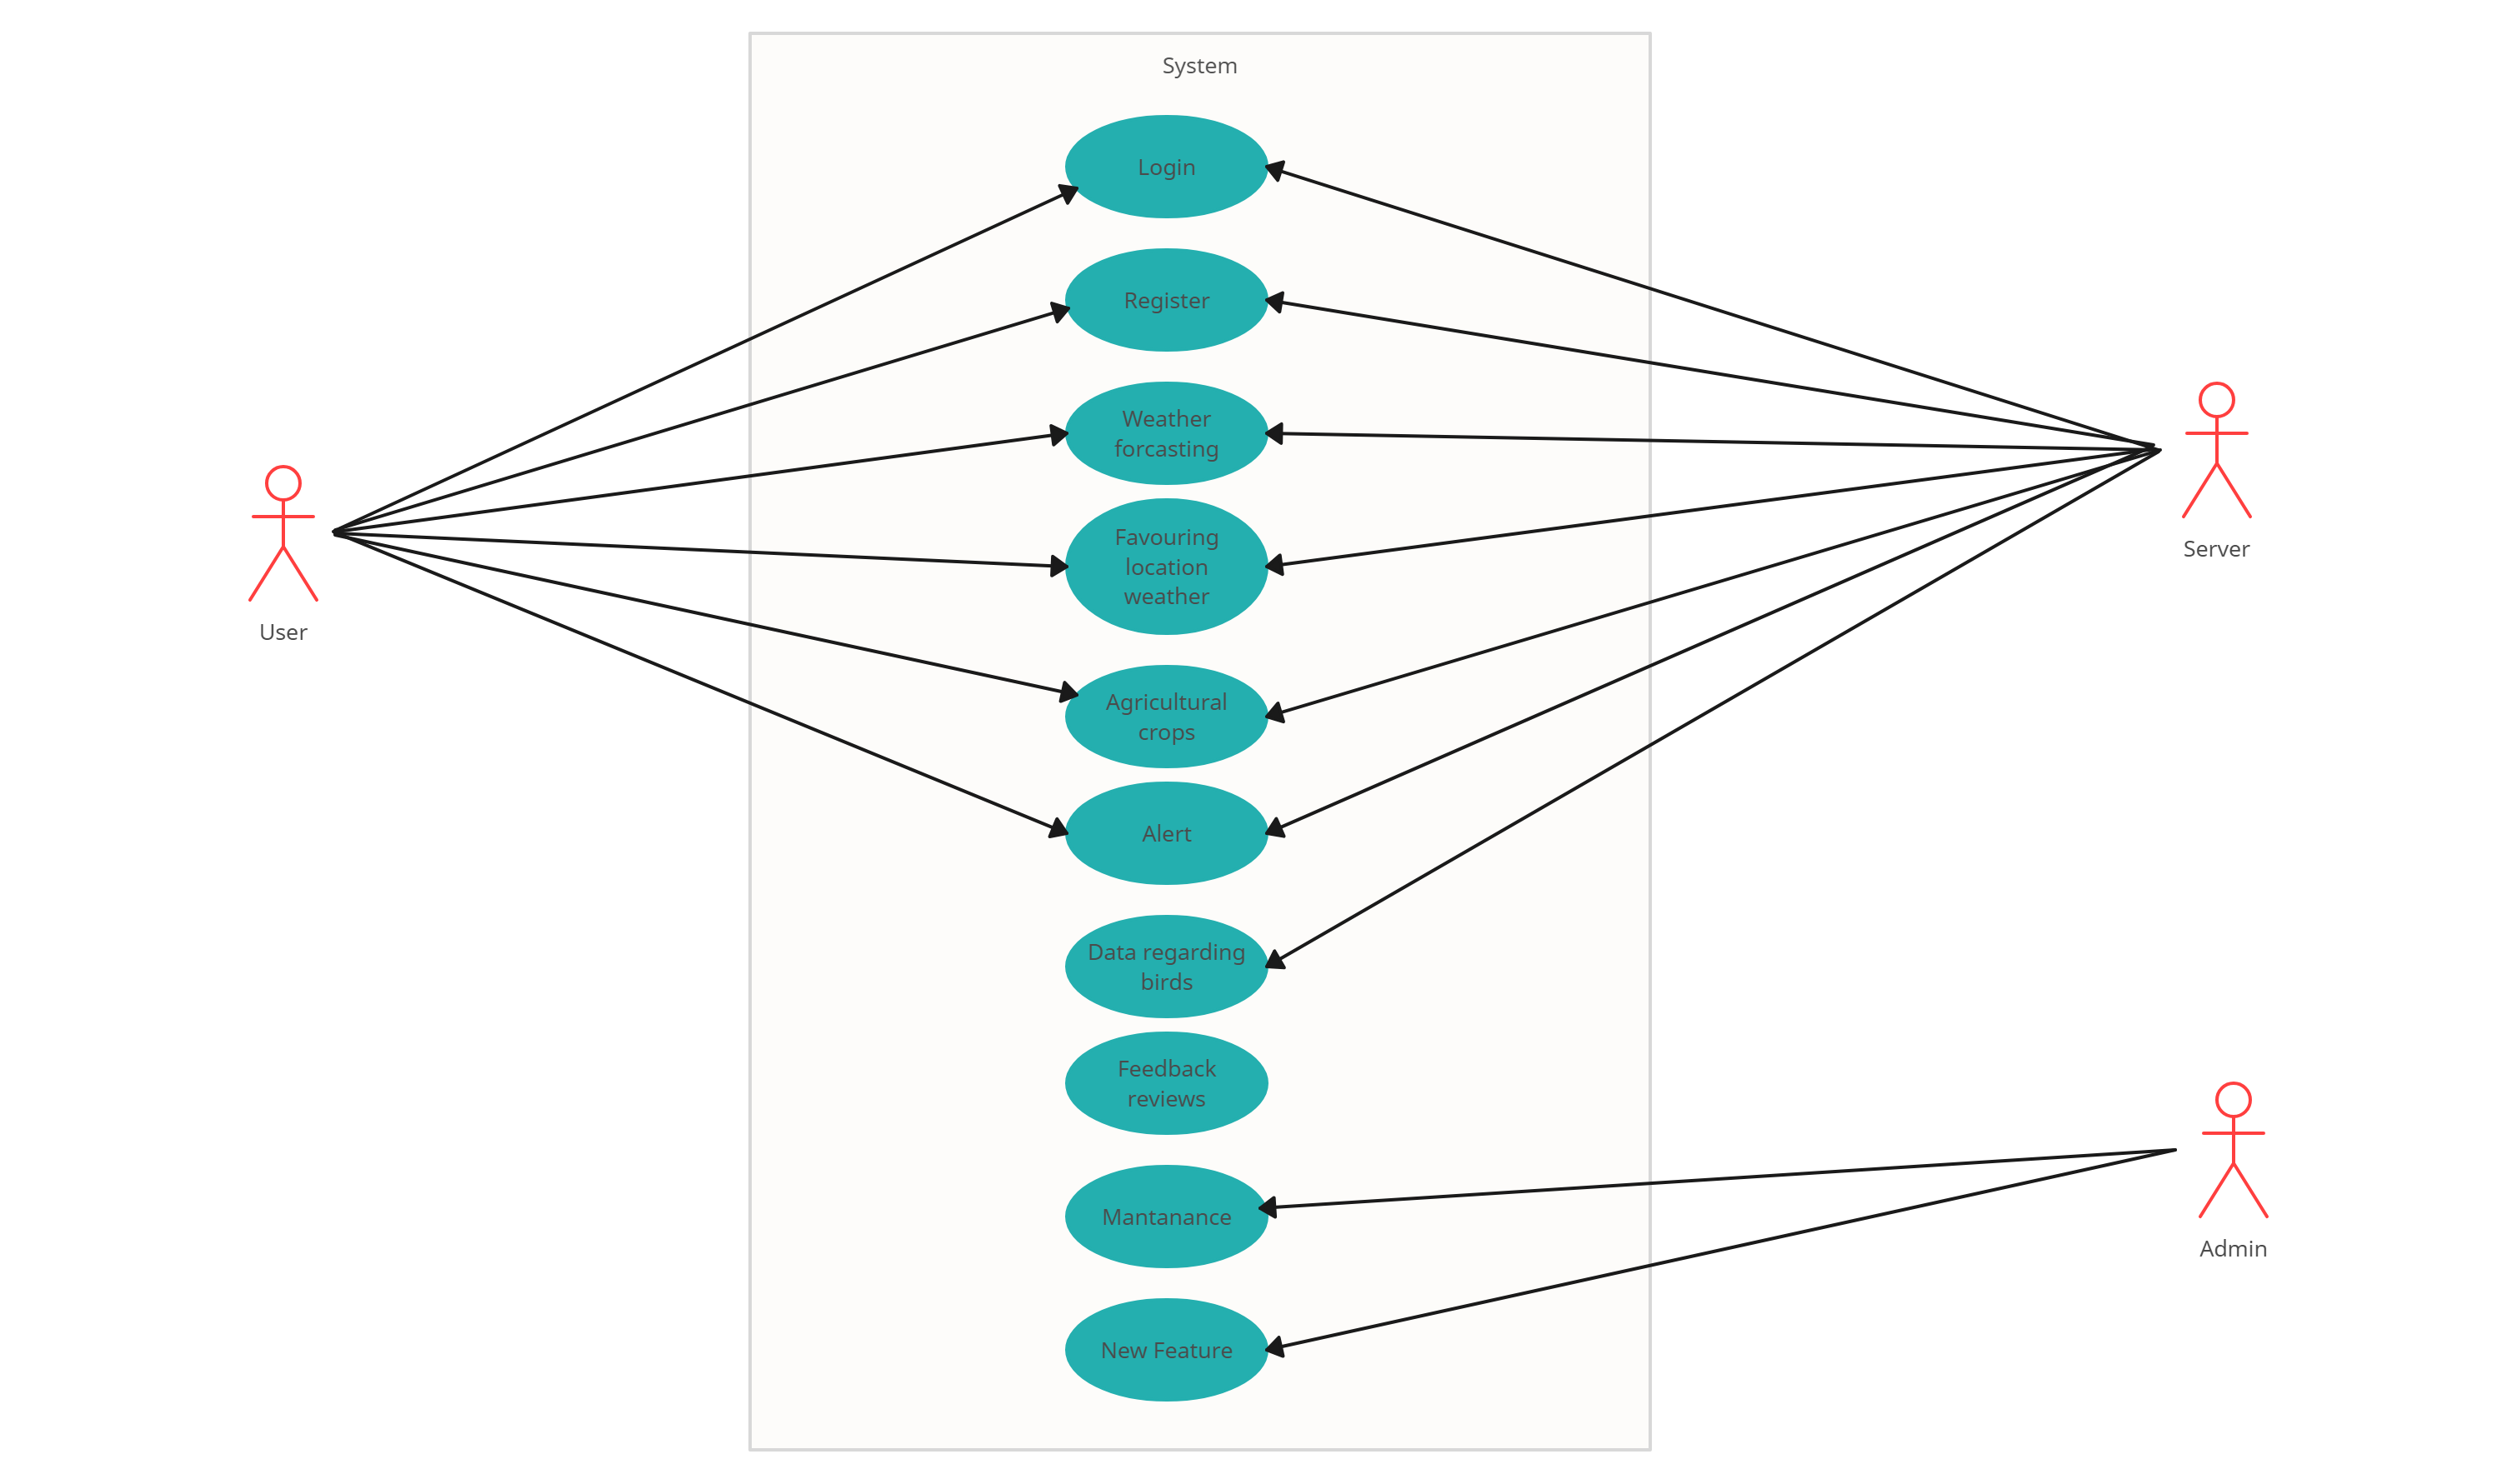 System
Login
Register
Weather
forcasting
Favouring
location
weather
Agricultural
crops
Alert
Data regarding
birds
Feedback
reviews
Mantanance
New Feature
User
Server
Admin